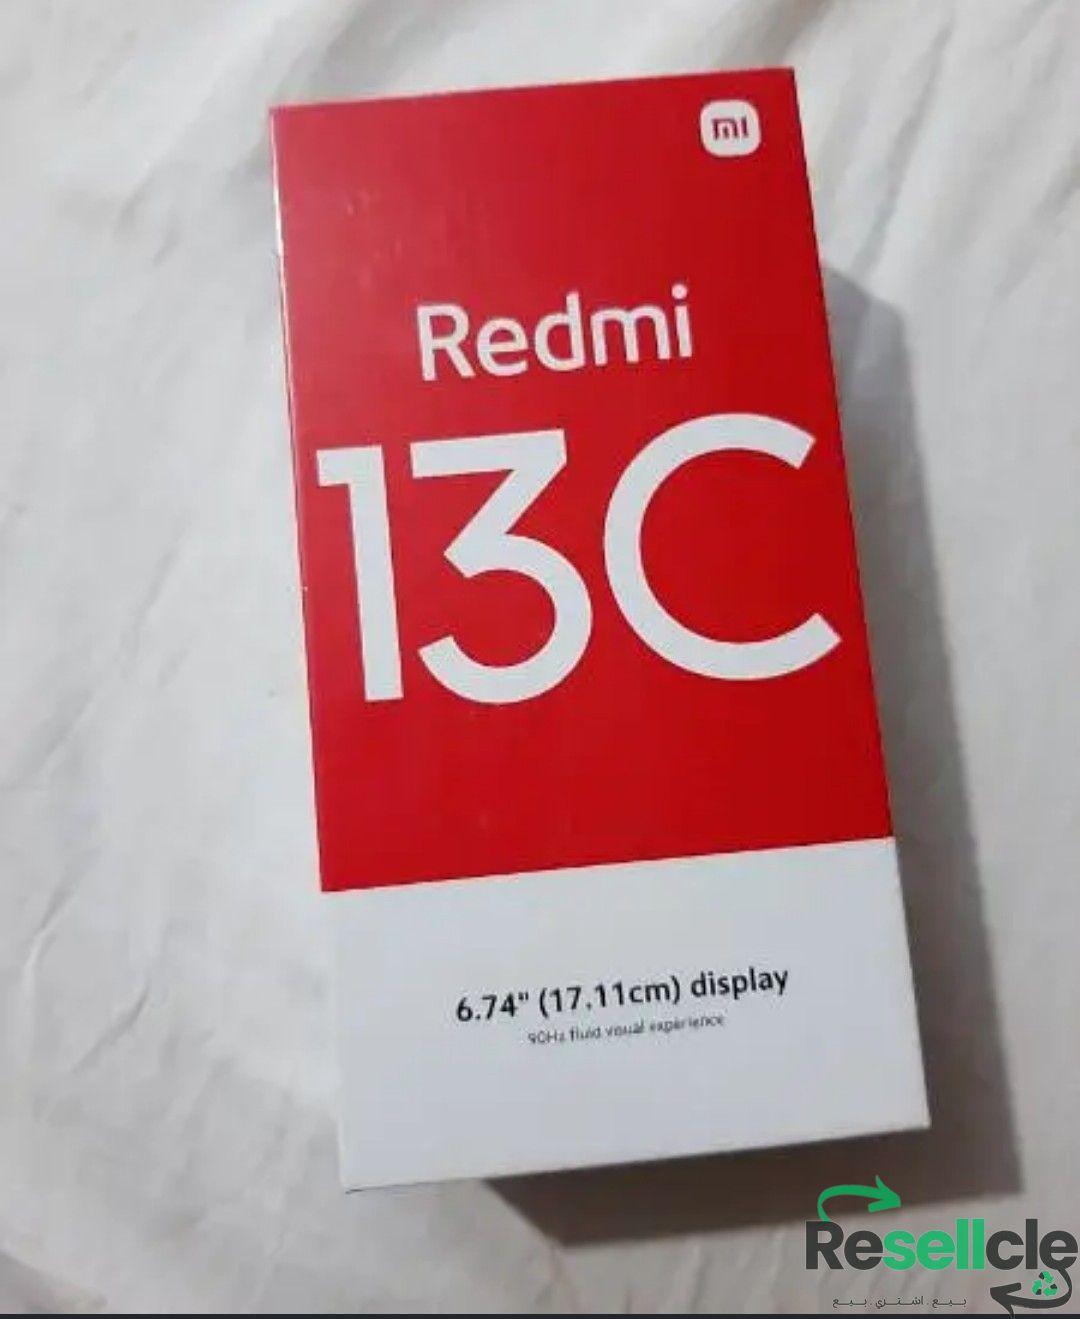 mi
Redmi
13C
6.74" (17.11cm) display
90Hz fluid visual experience
Resellcle
بيع . اشتري . بيع